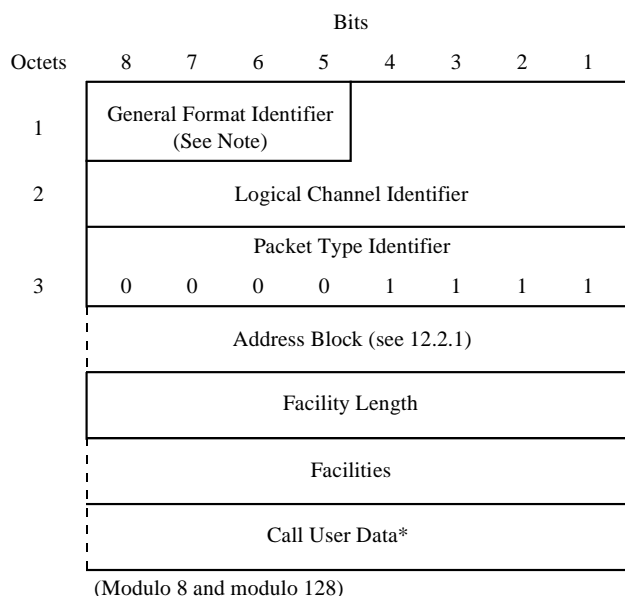 Bits
Octets 8 7 6 5 4 3 2 1
1 General Format Identifier
(See Note)
2 Logical Channel Identifier
Packet Type Identifier
3 0 0 0 0 1 1 1 1
Address Block (see 12.2.1)
Facility Length
Facilities
Call User Data*
(Modulo 8 and modulo 128)